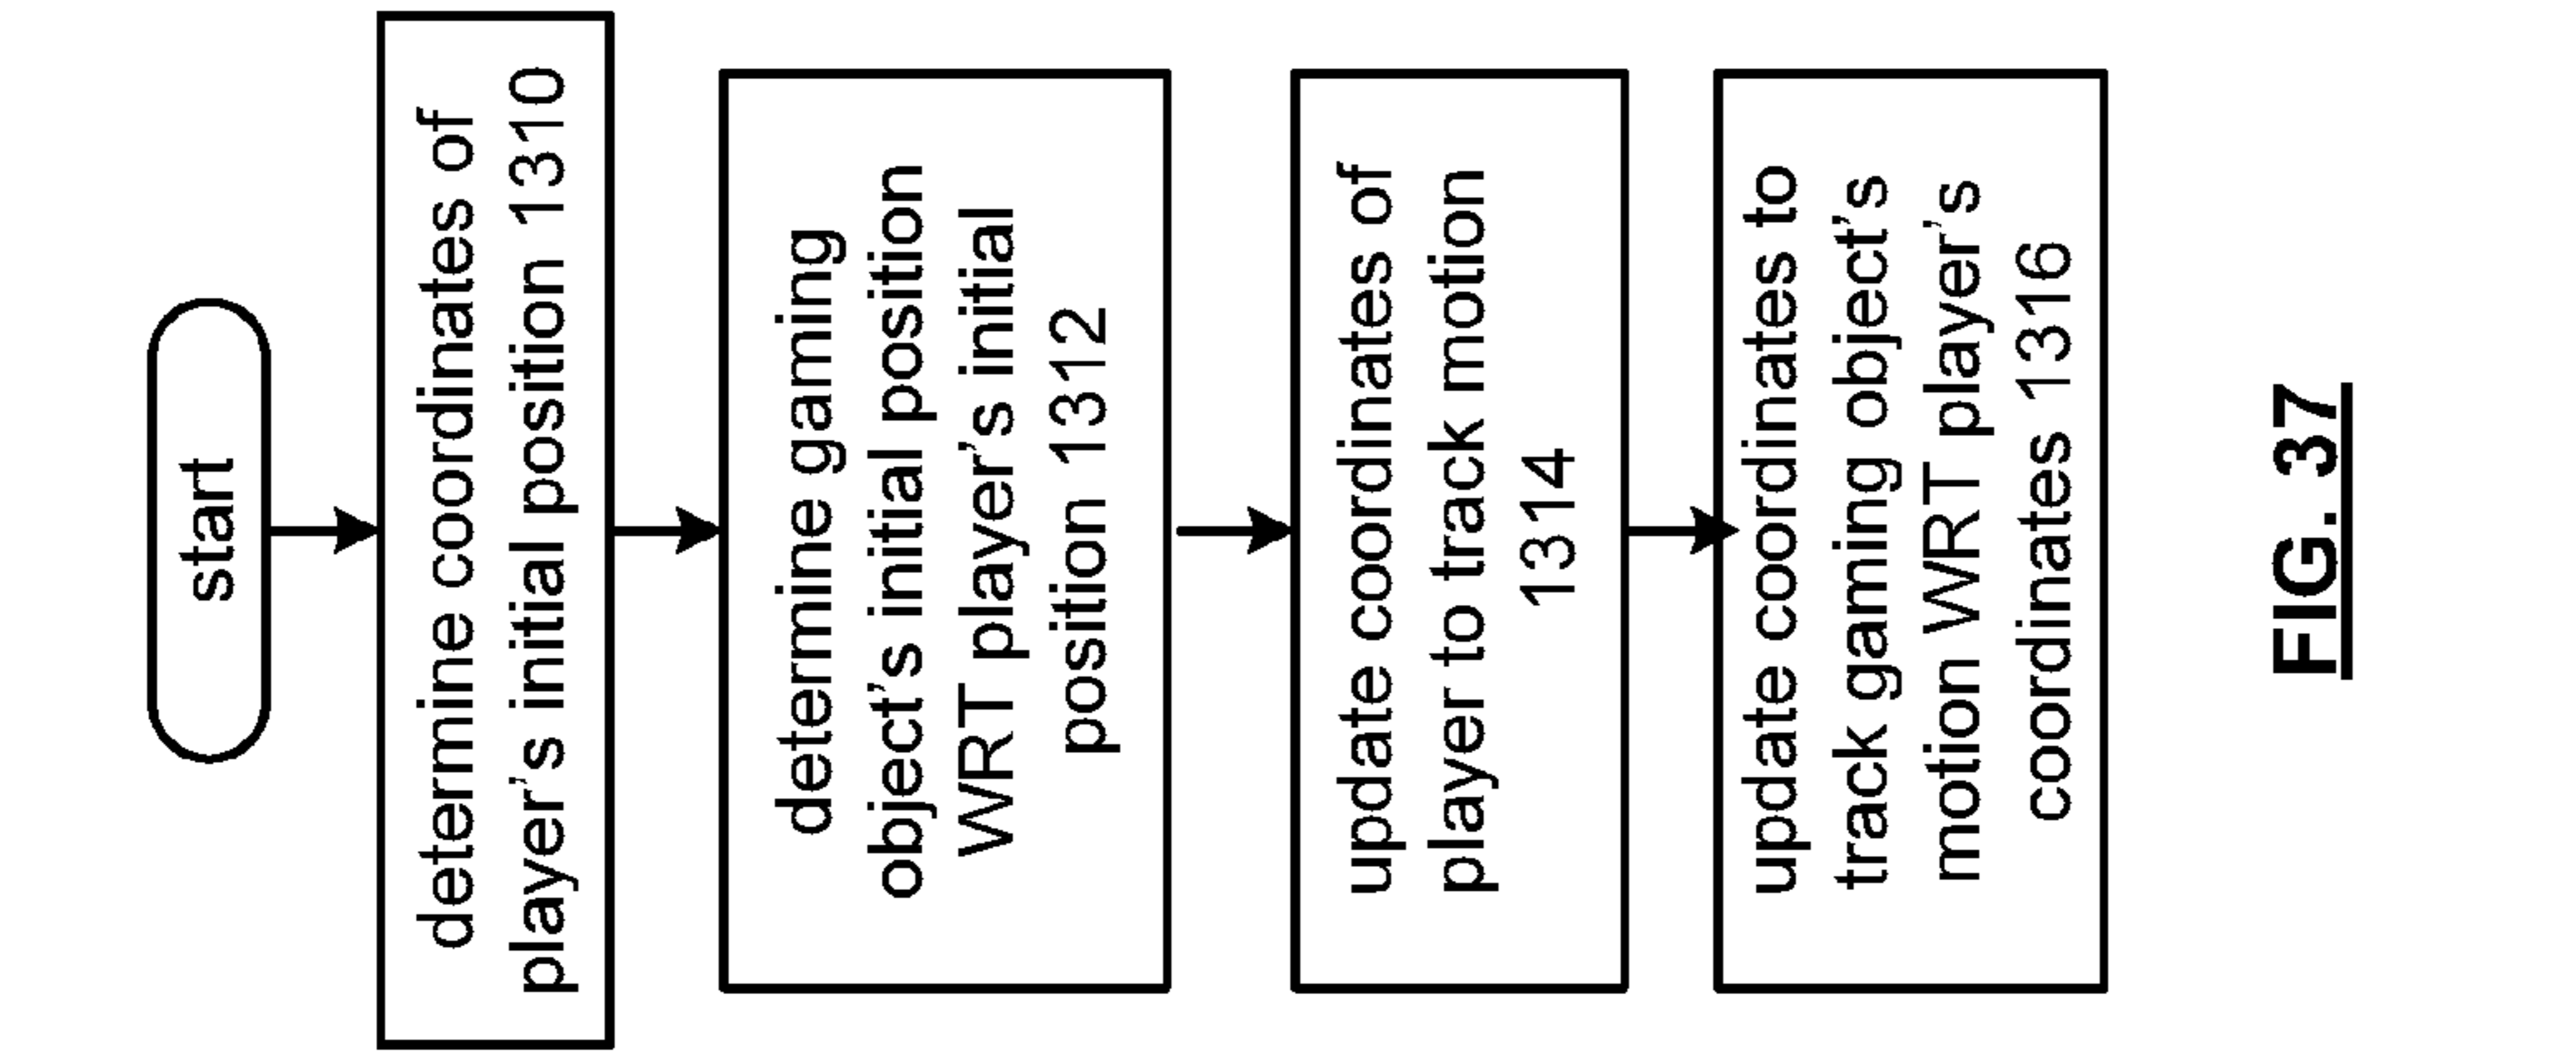 start
determine coordinates of
player's initial position 1310
determine gaming
object's initial position
WRT player's initial
position 1312
update coordinates of
player to track motion
1314
update coordinates to
track gaming object's
motion WRT player's
coordinates 1316
FIG. 37